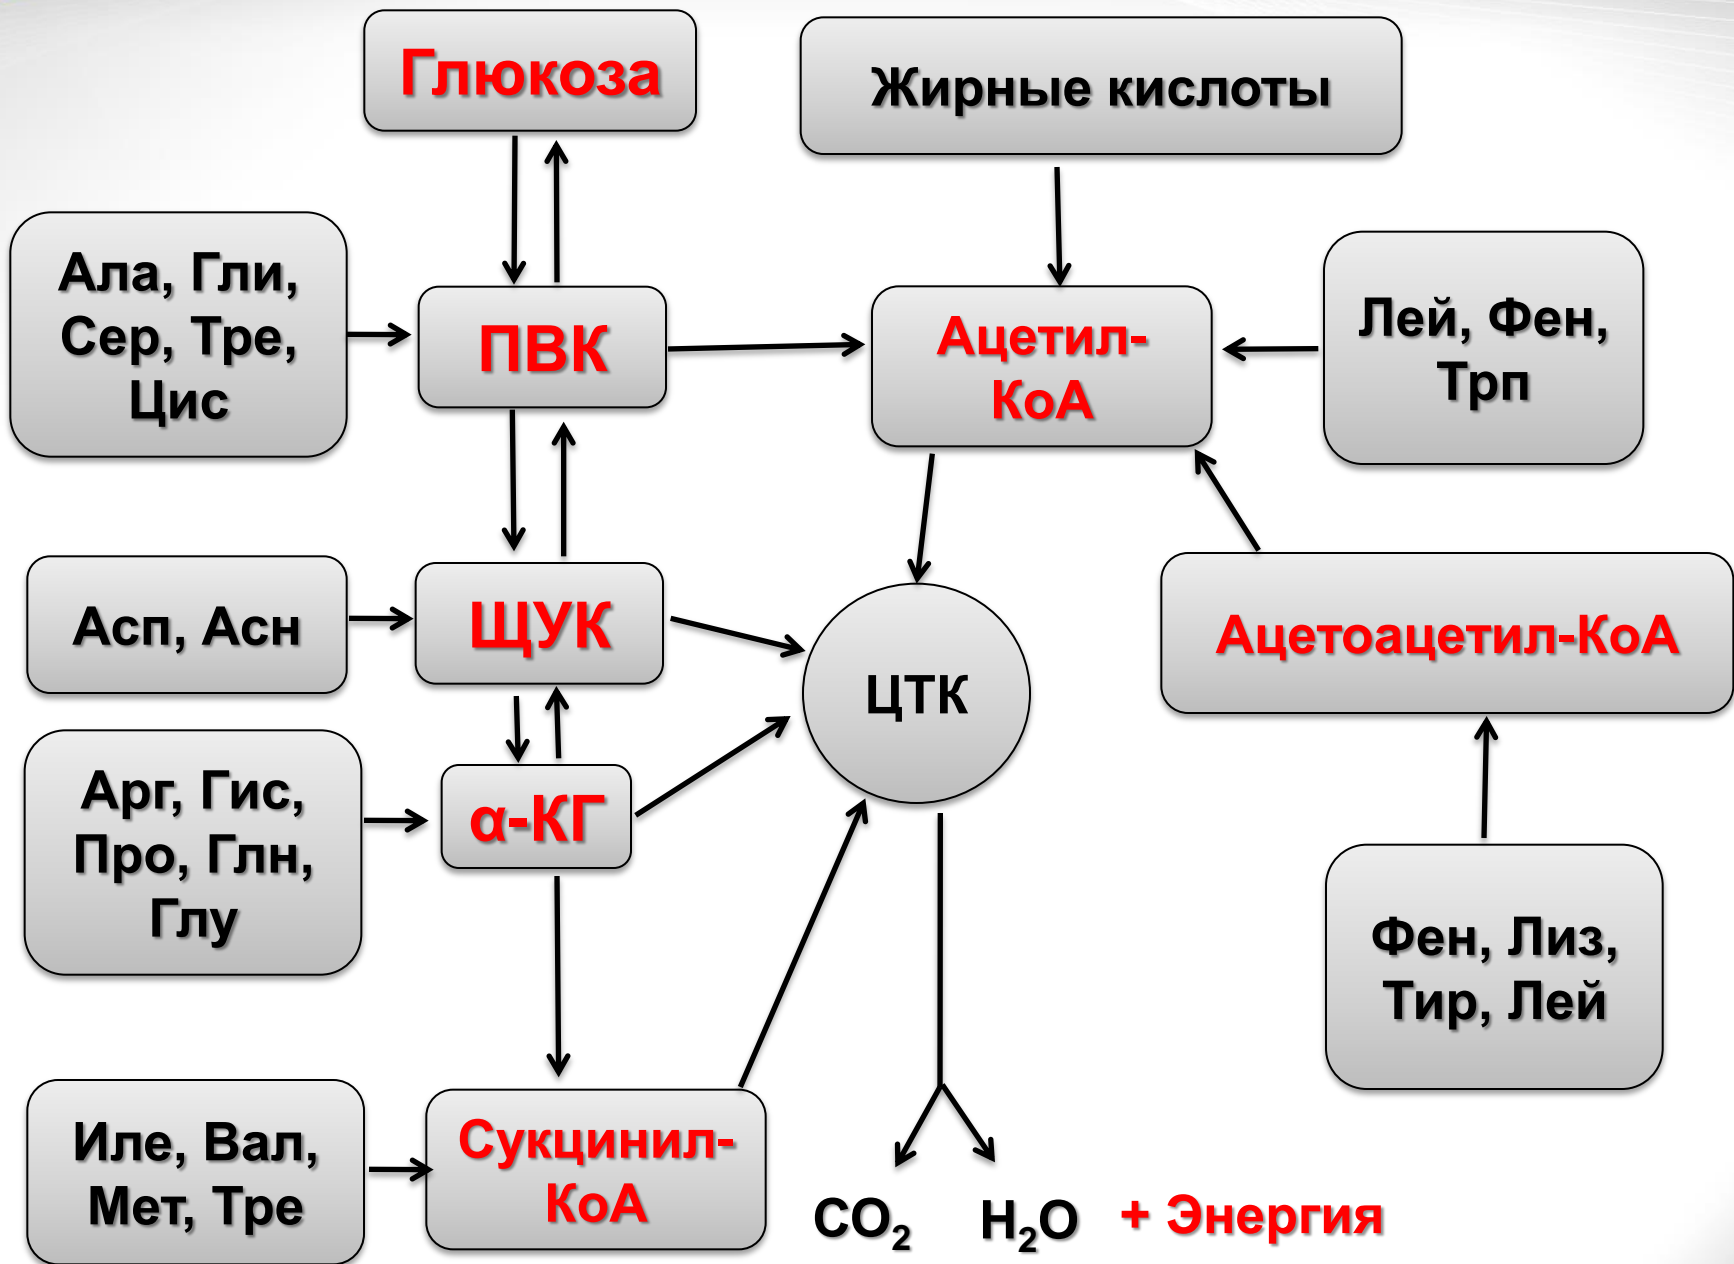 Глюкоза
Жирные кислоты
Ала, Гли,
Сер, Тре,
Цис
ПВК
Ацетил-
КоА
Лей, Фен,
Трп
Асп, Асн
ЩУК
ЦТК
Ацетоацетил-КоА
Арг, Гис,
Про, Глн,
Глу
α-КГ
Фен, Лиз,
Тир, Лей
Иле, Вал,
Мет, Тре
Сукцинил-
КоА
CO₂ H₂O + Энергия